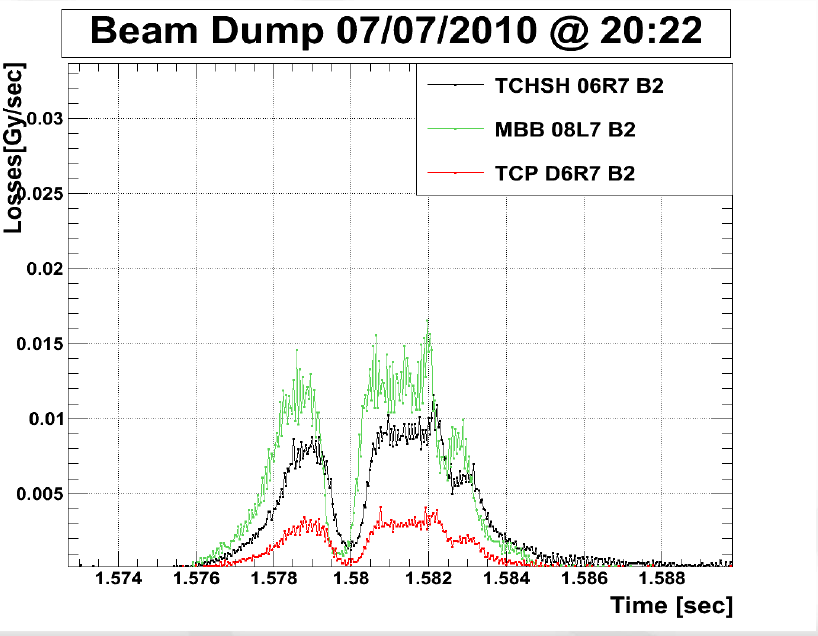 Beam Dump 07/07/2010 @ 20:22
TCHSH 06R7 B2
MBB 08L7 B2
TCP D6R7 B2
Losses[Gy/sec]
0.03
0.025
0.02
0.015
0.01
0.005
1.574 1.576 1.578 1.58 1.582 1.584 1.586 1.588
Time [sec]